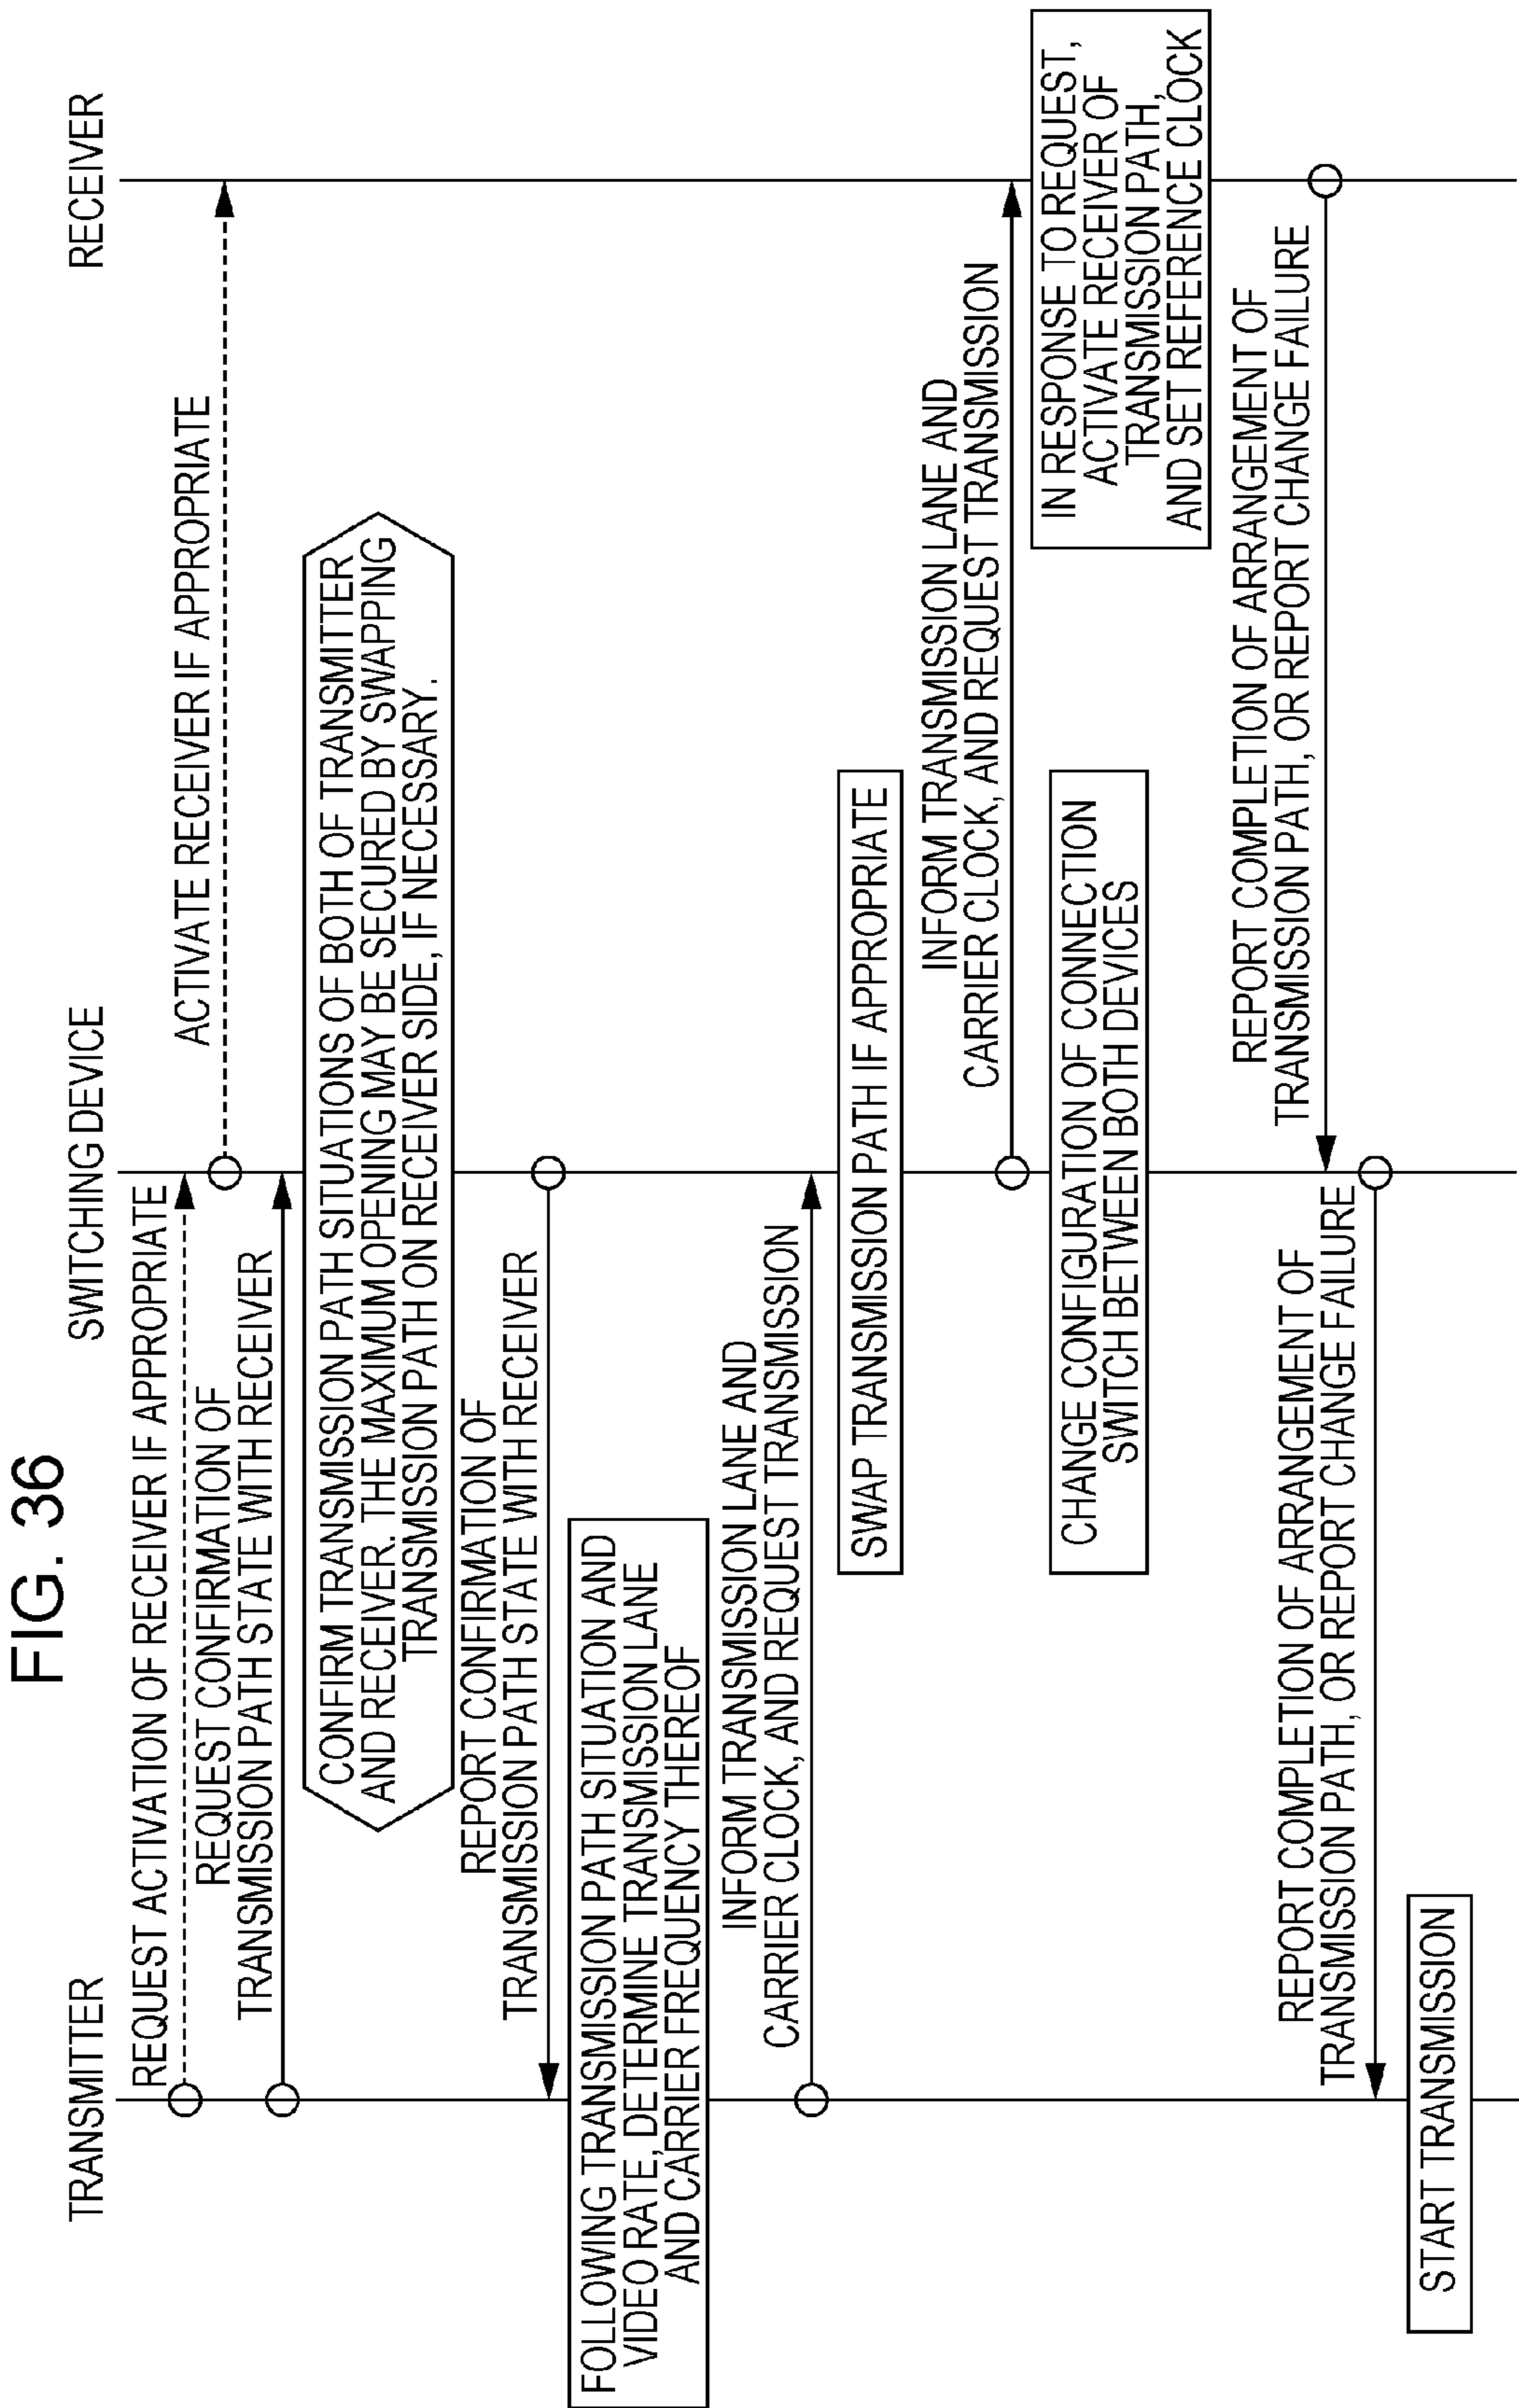 FIG. 36
TRANSMITTER
SWITCHING DEVICE
RECEIVER
REQUEST ACTIVATION OF RECEIVER IF APPROPRIATE
ACTIVATE RECEIVER IF APPROPRIATE
REQUEST CONFIRMATION OF
TRANSMISSION PATH STATE WITH RECEIVER
CONFIRM TRANSMISSION PATH SITUATIONS OF BOTH OF TRANSMITTER
AND RECEIVER. THE MAXIMUM OPENING MAY BE SECURED BY SWAPPING
TRANSMISSION PATH ON RECEIVER SIDE, IF NECESSARY.
REPORT CONFIRMATION OF
TRANSMISSION PATH STATE WITH RECEIVER
FOLLOWING TRANSMISSION PATH SITUATION AND
VIDEO RATE, DETERMINE TRANSMISSION LANE
AND CARRIER FREQUENCY THEREOF
INFORM TRANSMISSION LANE AND
CARRIER CLOCK, AND REQUEST TRANSMISSION
SWAP TRANSMISSION PATH IF APPROPRIATE
INFORM TRANSMISSION LANE AND
CARRIER CLOCK, AND REQUEST TRANSMISSION
CHANGE CONFIGURATION OF CONNECTION
SWITCH BETWEEN BOTH DEVICES
IN RESPONSE TO REQUEST,
ACTIVATE RECEIVER OF
TRANSMISSION PATH,
AND SET REFERENCE CLOCK
REPORT COMPLETION OF ARRANGEMENT OF
TRANSMISSION PATH, OR REPORT CHANGE FAILURE
REPORT COMPLETION OF ARRANGEMENT OF
TRANSMISSION PATH, OR REPORT CHANGE FAILURE
START TRANSMISSION